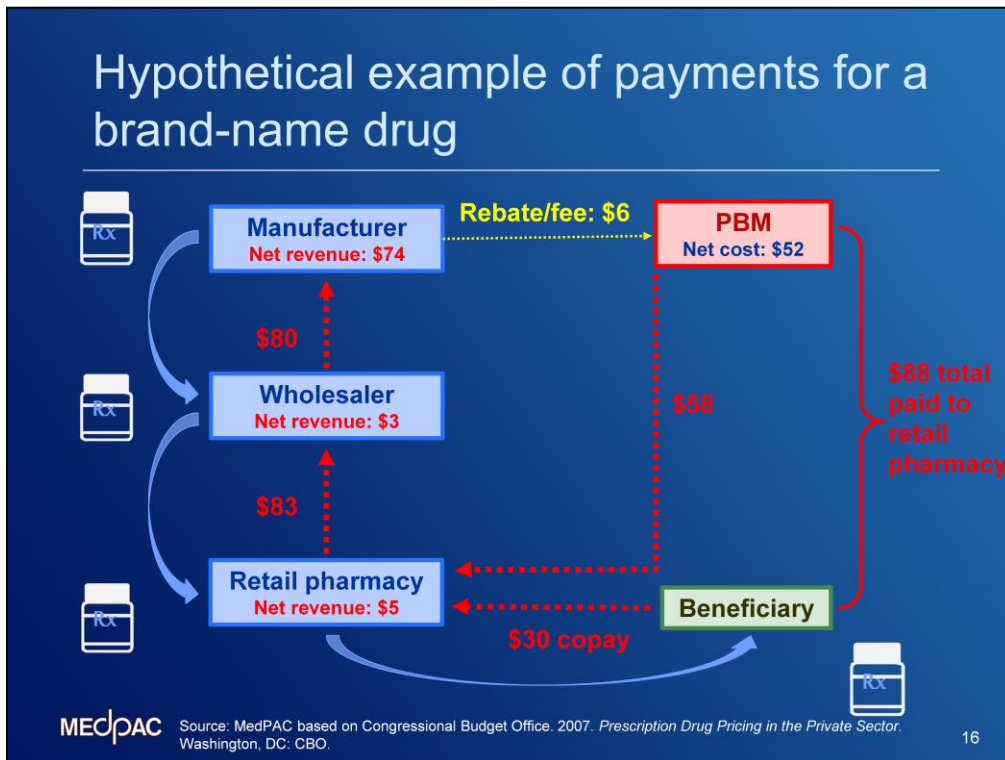 Hypothetical example of payments for a
brand-name drug
Rx
Manufacturer
Net revenue: $74
Rebate/fee: $6
PBM
Net cost: $52
$80
Rx
Wholesaler
Net revenue: $3
$58
$88 total
paid to
retail
pharmacy
$83
Rx
Retail pharmacy
Net revenue: $5
Beneficiary
$30 copay
Rx
MEdpAC
Source: MedPAC based on Congressional Budget Office. 2007. Prescription Drug Pricing in the Private Sector.
Washington, DC: CBO.
16